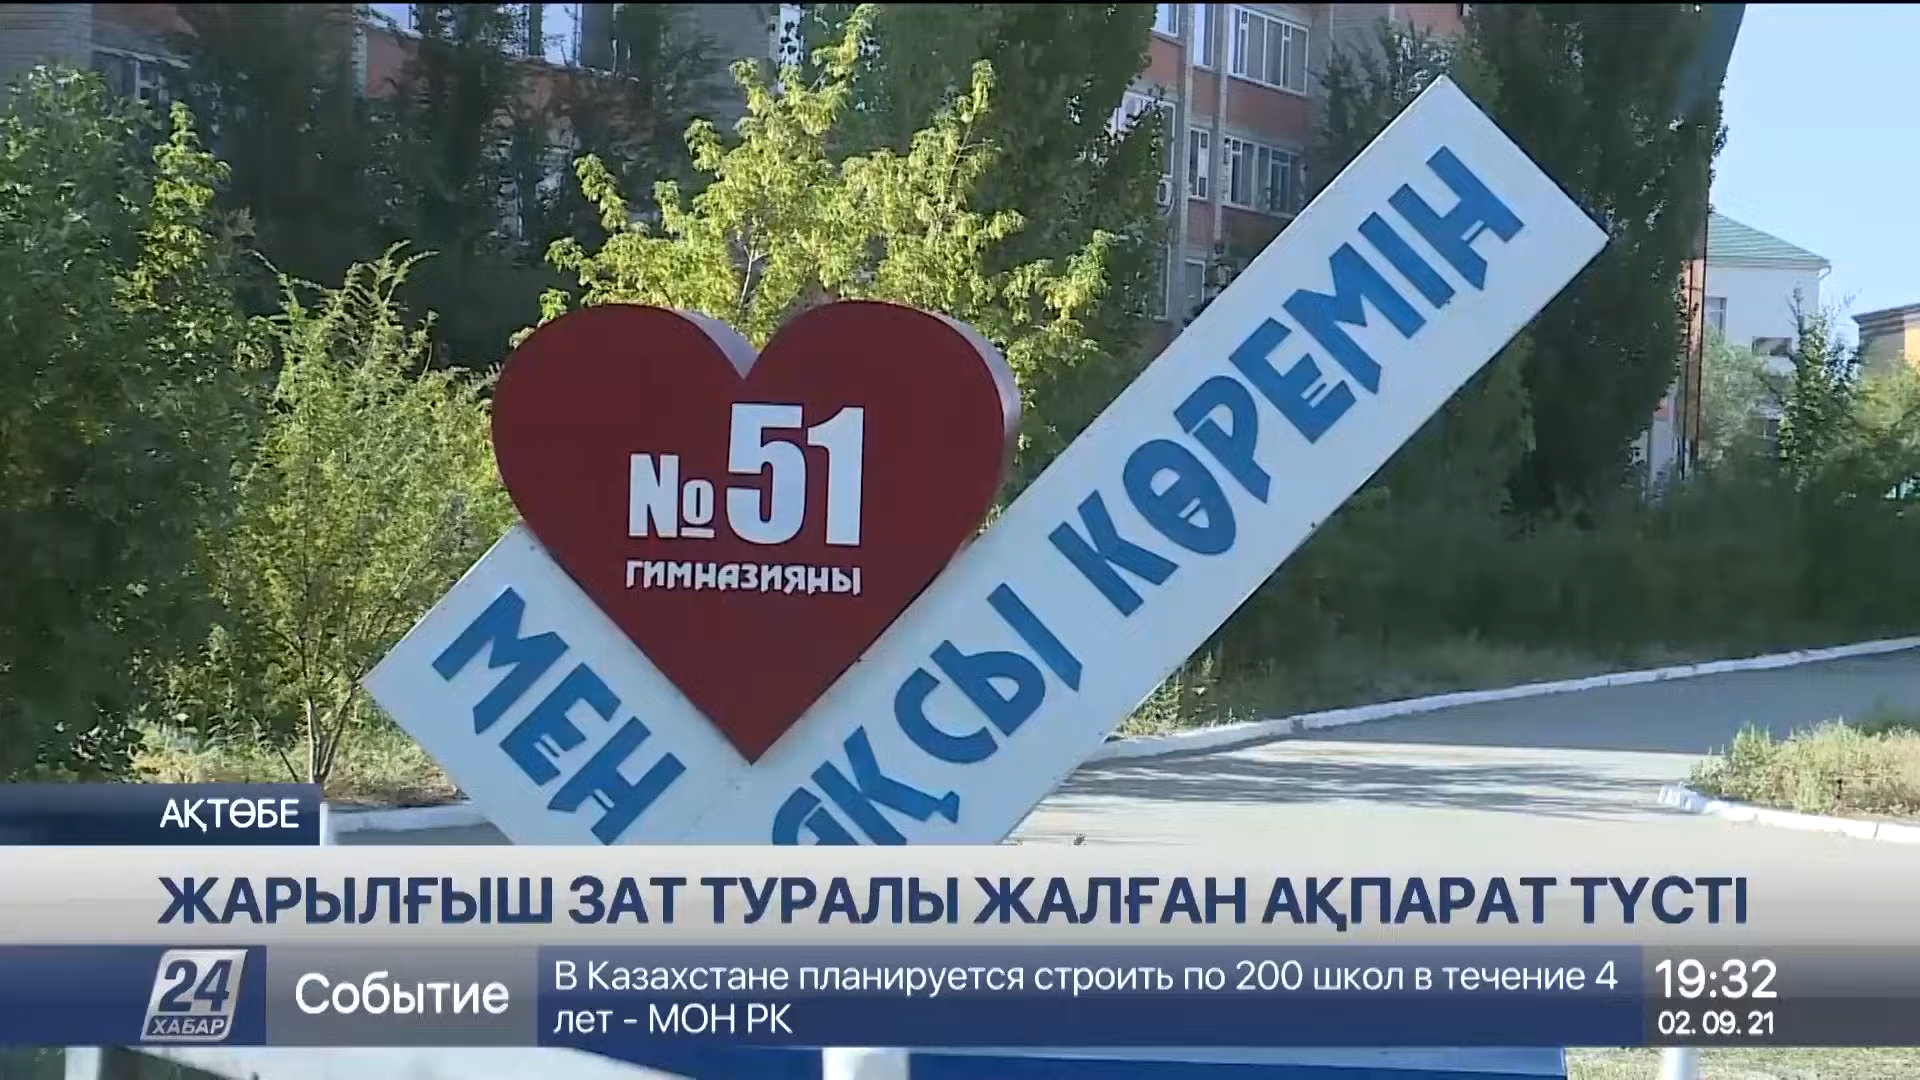 №51
ГИМНАЗИЯНЫ
МЕН
ЯҚСЫ КӨРЕМІН
АҚТӨБЕ
ЖАРЫЛҒЫШ ЗАТ ТУРАЛЫ ЖАЛҒАН АҚПАРАТ ТҮСТІ
24
ХАБАР
Событие
В Казахстане планируется строить по 200 школ в течение 4
лет - МОН РК
19:32
02. 09. 21